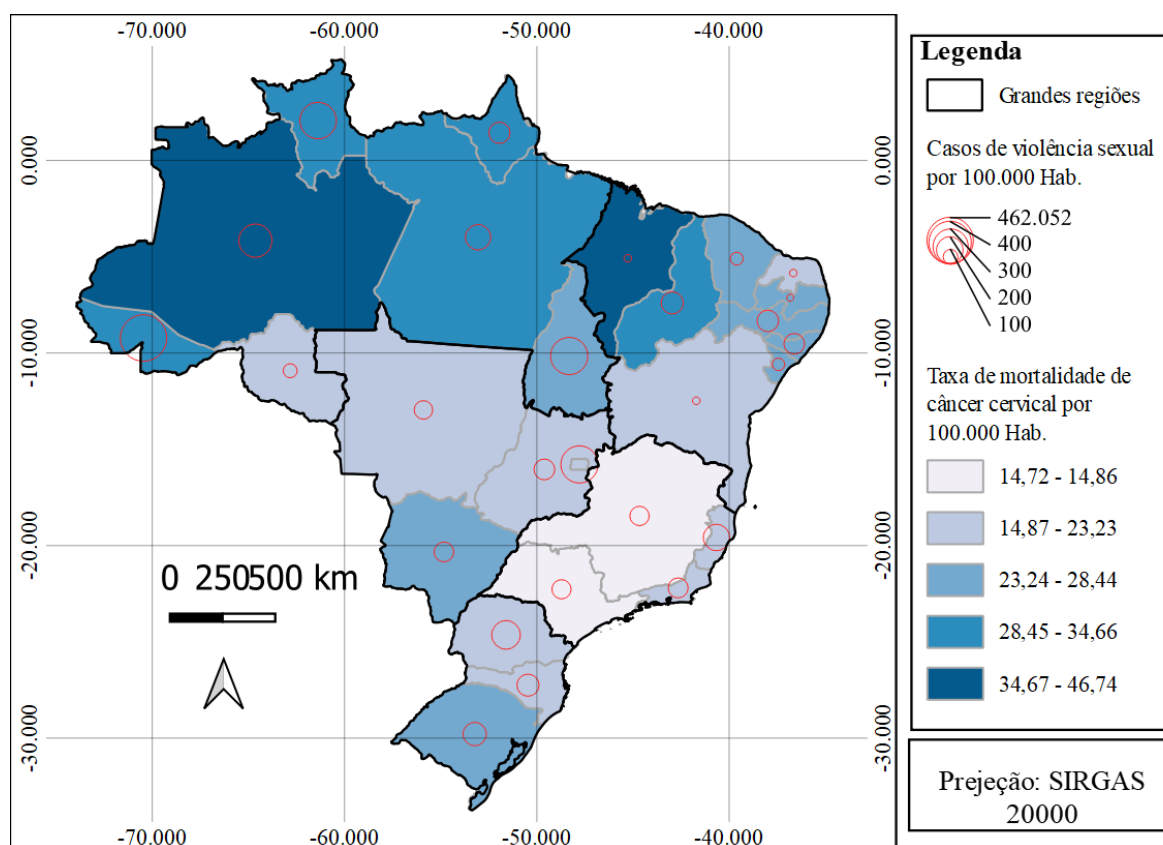 -70.000 -60.000 -50.000 -40.000
0.000 0.000
-10.000 -10.000
-20.000 -20.000
-30.000 -30.000
0 250500 km
-70.000 -60.000 -50.000 -40.000
Legenda
Grandes regiões
Casos de violência sexual
por 100.000 Hab.
462.052
400
300
200
100
Taxa de mortalidade de
câncer cervical por
100.000 Hab.
14,72 - 14,86
14,87 - 23,23
23,24 - 28,44
28,45 - 34,66
34,67 - 46,74
Prejeção: SIRGAS
20000